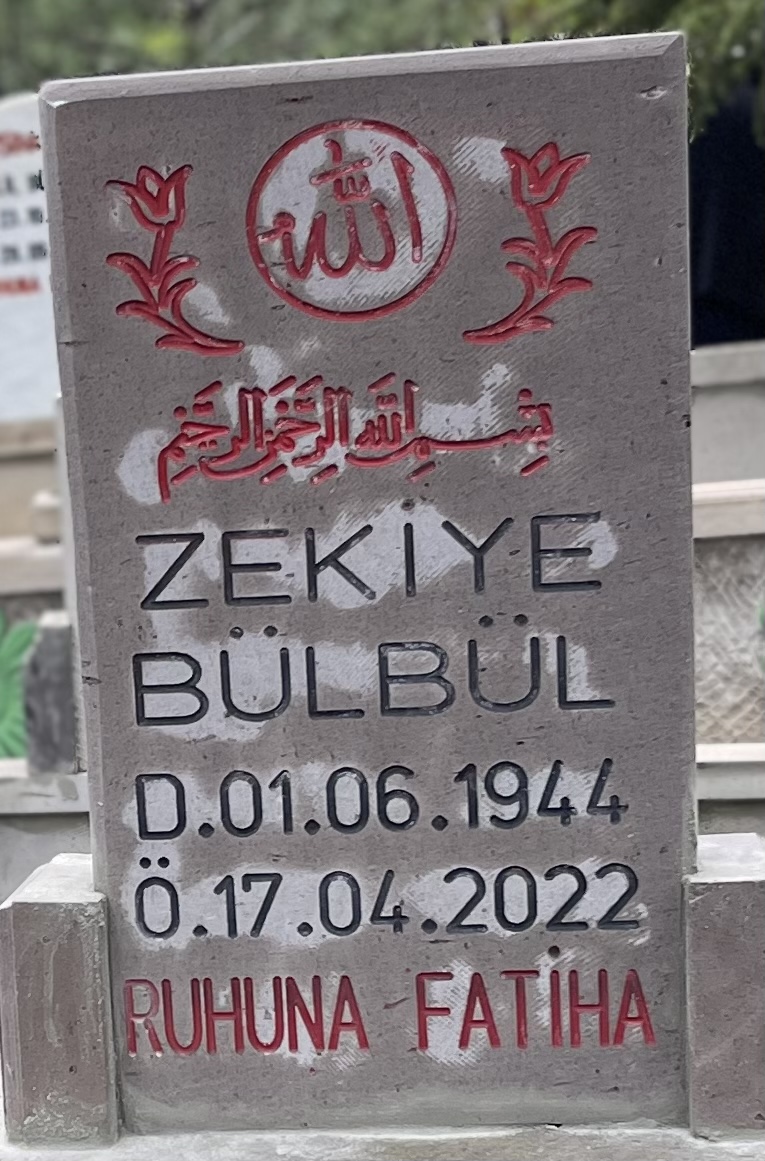 الله
بسم الله الرحمن الرحيم
ZEKİYE
BÜLBÜL
D.01.06.1944
Ö.17.04.2022
RUHUNA FATİHA